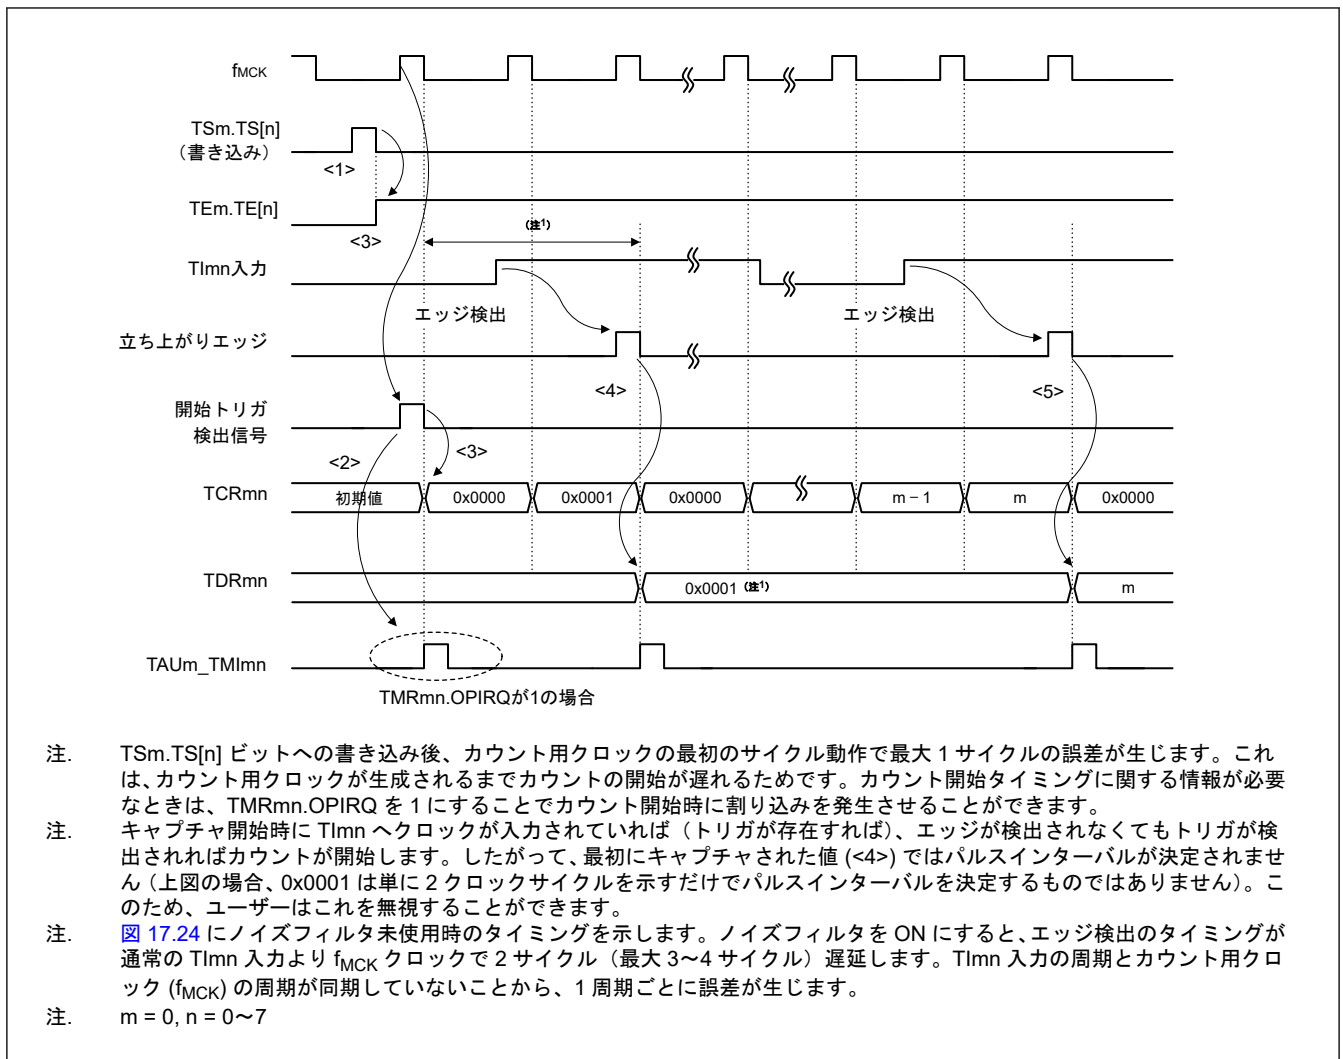 fMCK
TSm.TS[n]
（書き込み）
<1>
TEm.TE[n]
<3>
（注1）
TImn入力
エッジ検出
エッジ検出
立ち上がりエッジ
<4>
<5>
開始トリガ
検出信号
<2>
<3>
TCRmn
初期値
0x0000
0x0001
0x0000
m－1
m
0x0000
TDRmn
0x0001（注1）
m
TAUm_TMImn
TMRmn.OPIRQが1の場合
注. TSm.TS[n] ビットへの書き込み後、カウント用クロックの最初のサイクル動作で最大 1 サイクルの誤差が生じます。これ
は、カウント用クロックが生成されるまでカウントの開始が遅れるためです。カウント開始タイミングに関する情報が必要
なときは、TMRmn.OPIRQ を 1 にすることでカウント開始時に割り込みを発生させることができます。
注. キャプチャ開始時に TImn へクロックが入力されていれば（トリガが存在すれば）、エッジが検出されなくてもトリガが検
出されればカウントが開始します。したがって、最初にキャプチャされた値 (<4>) ではパルスインターバルが決定されませ
ん（上図の場合、0x0001 は単に 2 クロックサイクルを示すだけでパルスインターバルを決定するものではありません）。こ
のため、ユーザーはこれを無視することができます。
注. 図 17.24 にノイズフィルタ未使用時のタイミングを示します。ノイズフィルタを ON にすると、エッジ検出のタイミングが
通常の TImn 入力より fMCK クロックで 2 サイクル（最大 3～4 サイクル）遅延します。TImn 入力の周期とカウント用クロ
ック (fMCK) の周期が同期していないことから、1 周期ごとに誤差が生じます。
注. m = 0, n = 0～7